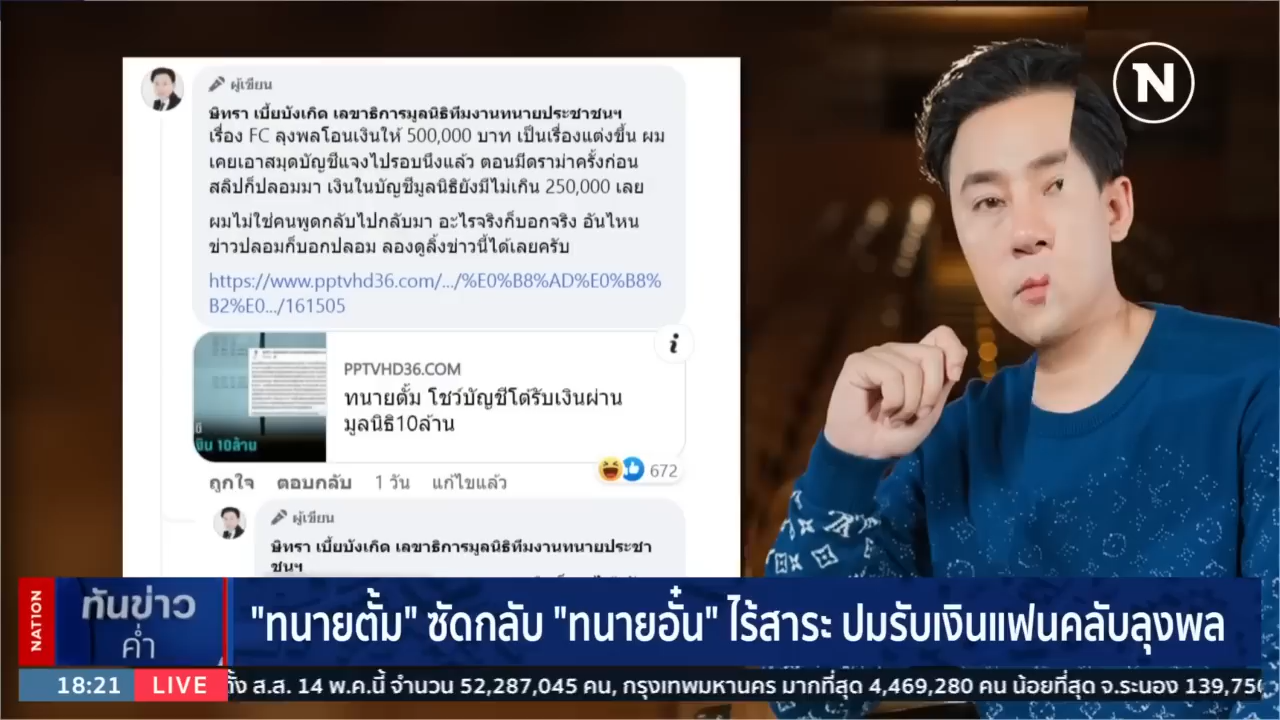 N
ผู้เขียน
ษิทรา เบี้ยบังเกิด เลขาธิการมูลนิธิทีมงานทนายประชาชนฯ
เรื่อง FC ลุงพลโอนเงินให้ 500,000 บาท เป็นเรื่องแต่งขึ้น ผม
เคยเอาสมุดบัญชีแจงไปรอบนึงแล้ว ตอนมีดราม่าครั้งก่อน
สลิปก็ปลอมมา เงินในบัญชีมูลนิธิยังมีไม่เกิน 250,000 เลย
ผมไม่ใช่คนพูดกลับไปกลับมา อะไรจริงก็บอกจริง อันไหน
ข่าวปลอมก็บอกปลอม ลองดูลิ้งข่าวนี้ได้เลยครับ
https://www.pptvhd36.com/.../%E0%B8%AD%E0%B8%
B2%E0.../161505
PPTVHD36.COM
ทนายตั้ม โชว์บัญชีโต้รับเงินผ่าน
มูลนิธิ10ล้าน
เงิน 10ล้าน
ถูกใจ ตอบกลับ 1 วัน แก้ไขแล้ว
672
ผู้เขียน
ษิทรา เบี้ยบังเกิด เลขาธิการมูลนิธิทีมงานทนายประชา
ชนฯ
NATION
ทันข่าว
ค่ำ
"ทนายตั้ม" ซัดกลับ "ทนายอั๋น" ไร้สาระ ปมรับเงินแฟนคลับลุงพล
18:21 LIVE
ตั้ง ส.ส. 14 พ.ค.นี้ จำนวน 52,287,045 คน, กรุงเทพมหานคร มากที่สุด 4,469,280 คน น้อยที่สุด จ.ระนอง 139,75